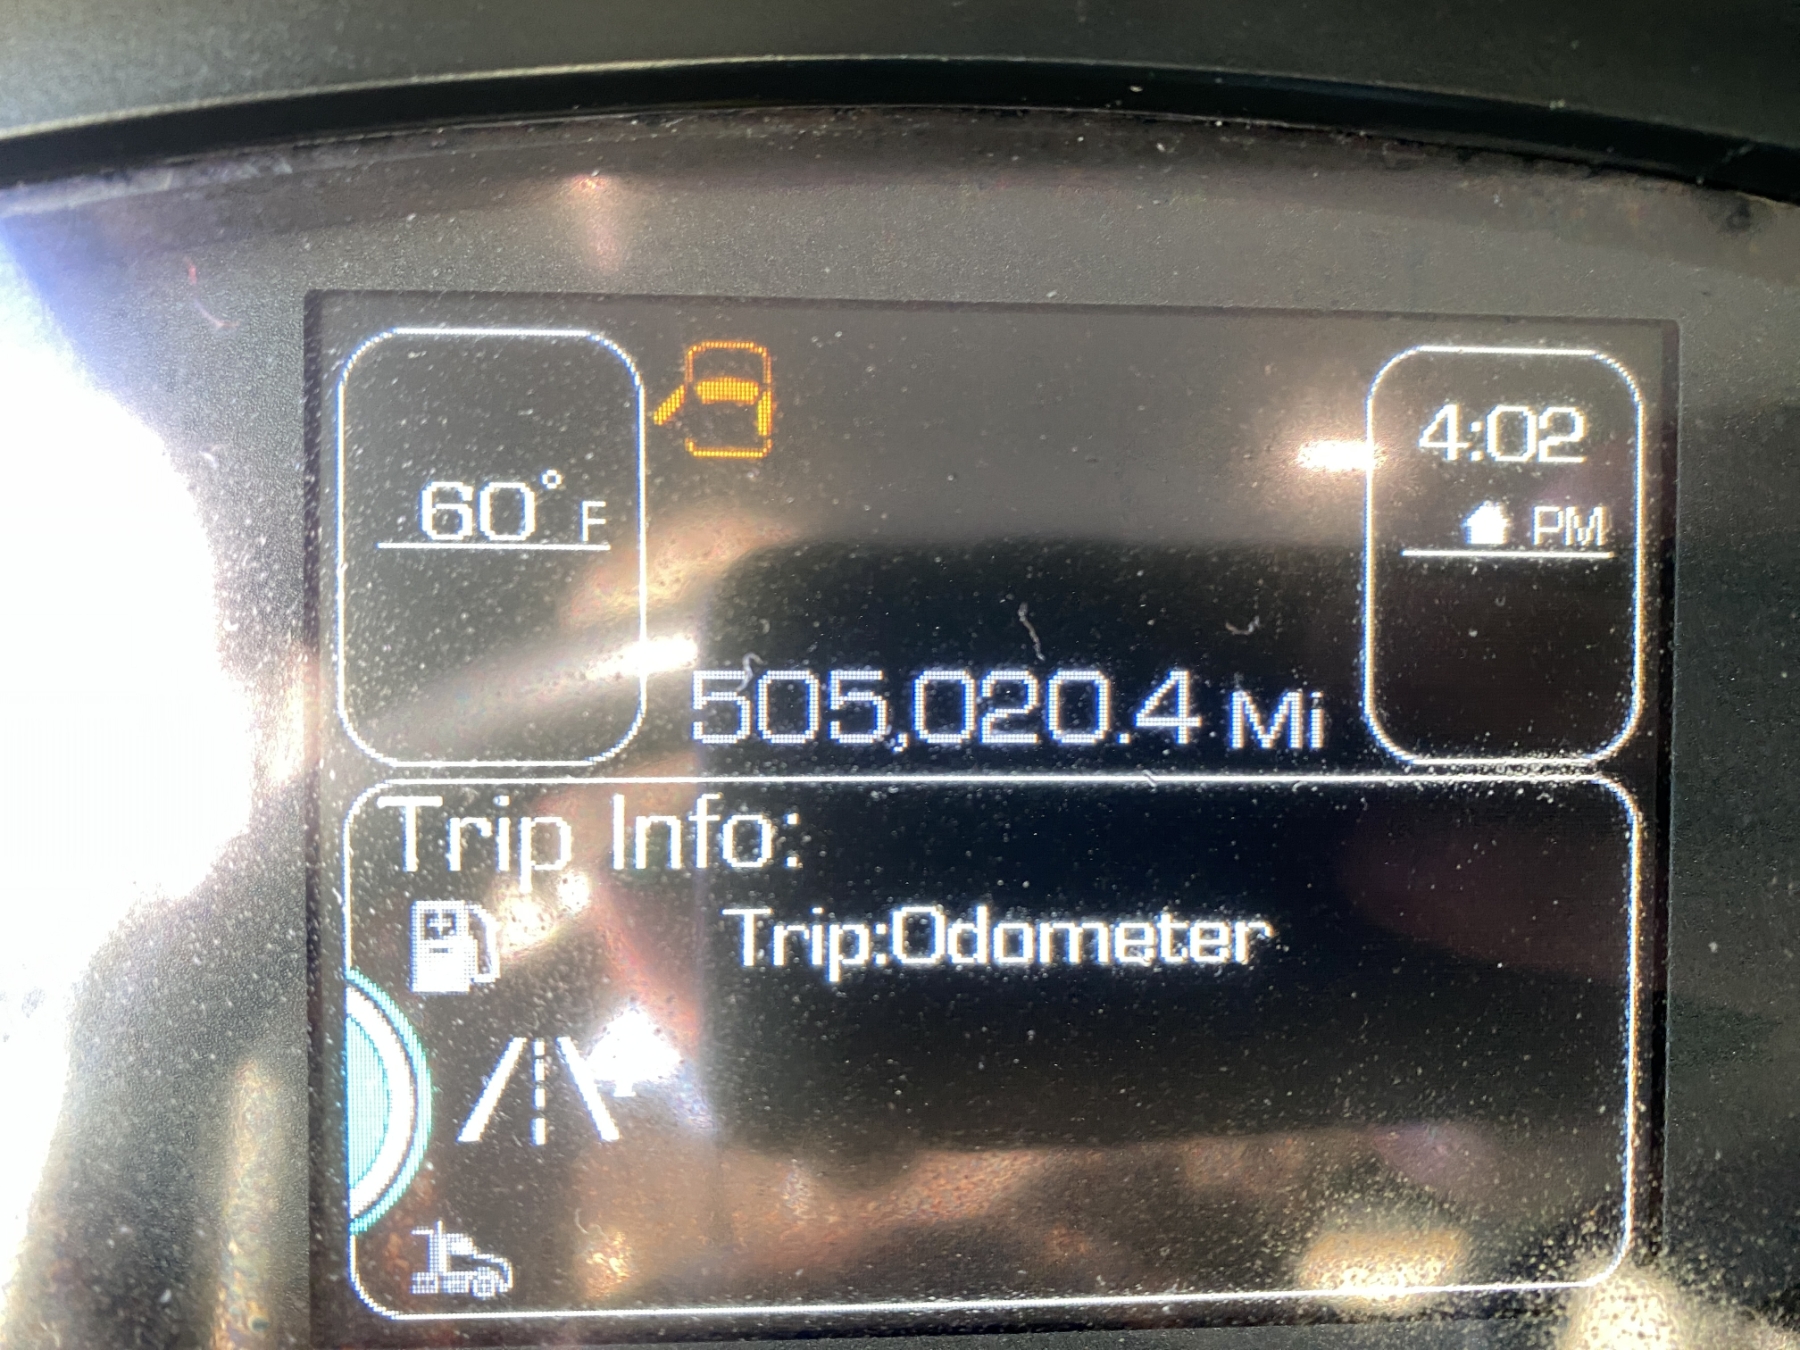 60°F
4:02
PM
505,020.4 Mi
Trip Info:
Trip:Odometer